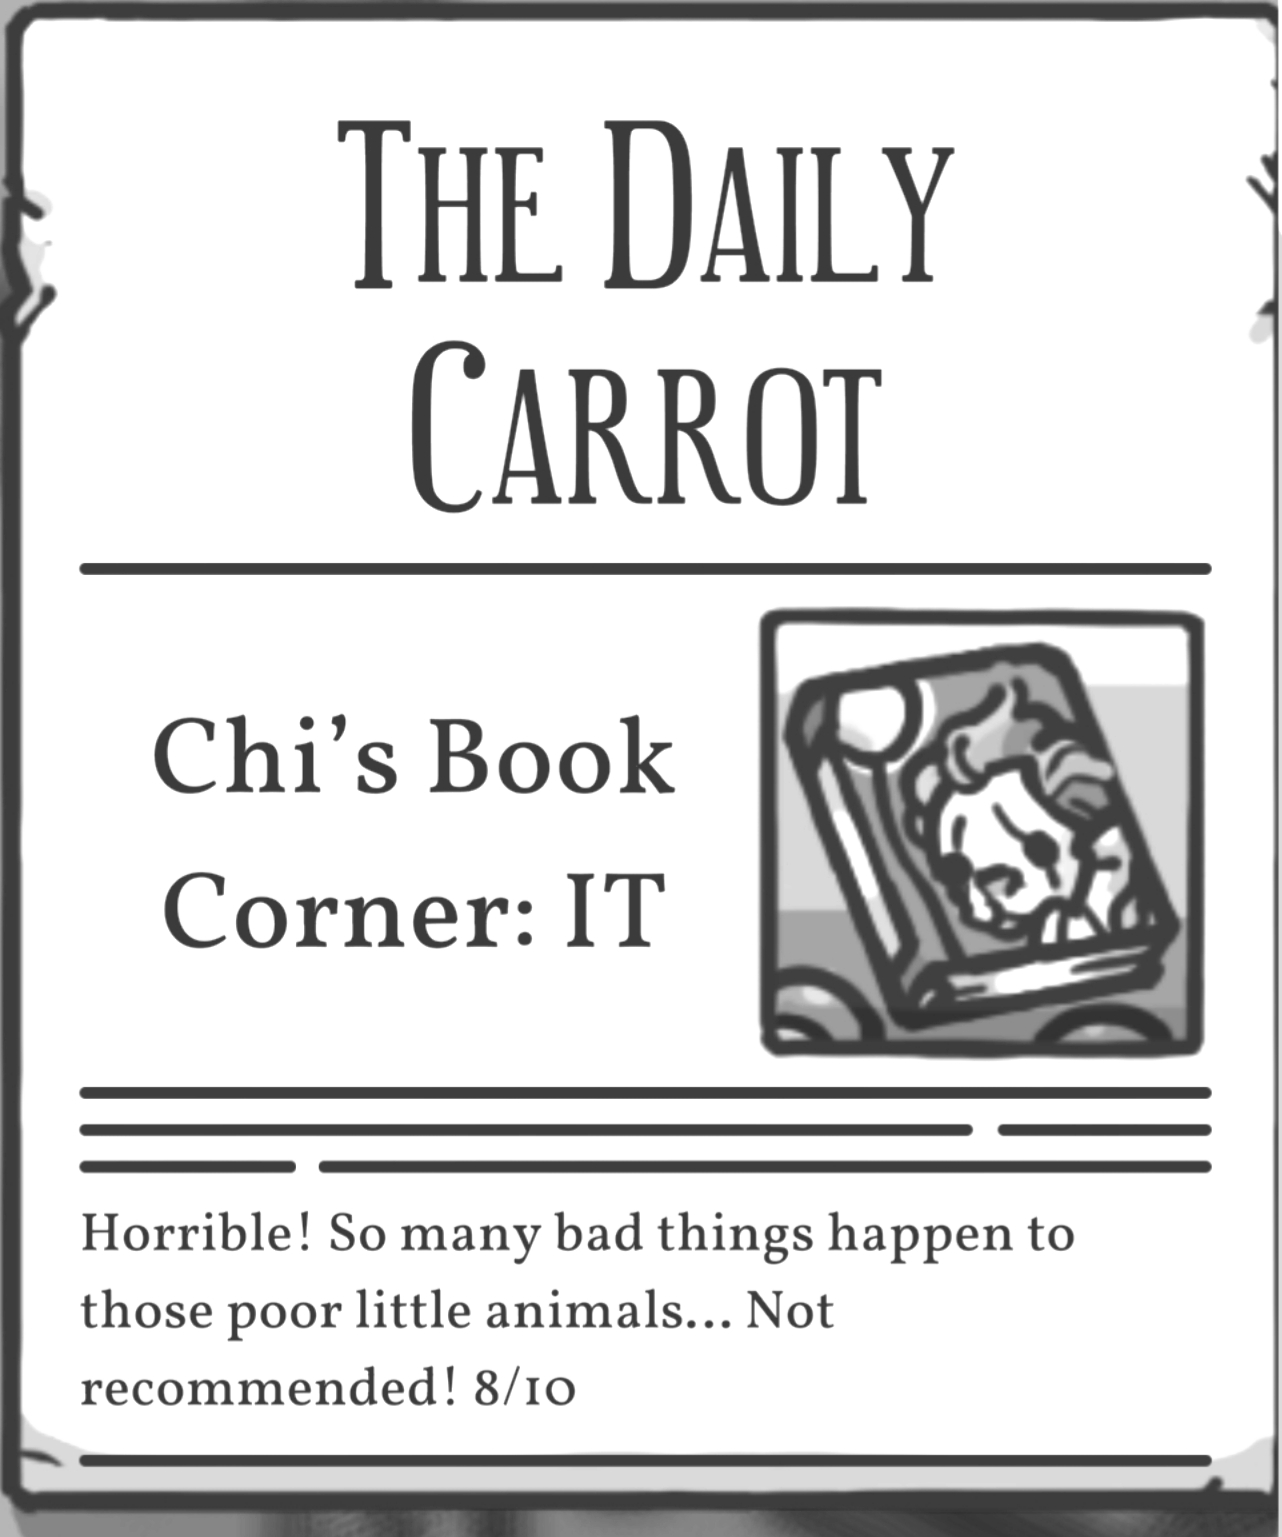 The Daily
Carrot
Chi's Book
Corner: IT
Horrible! So many bad things happen to
those poor little animals... Not
recommended! 8/10